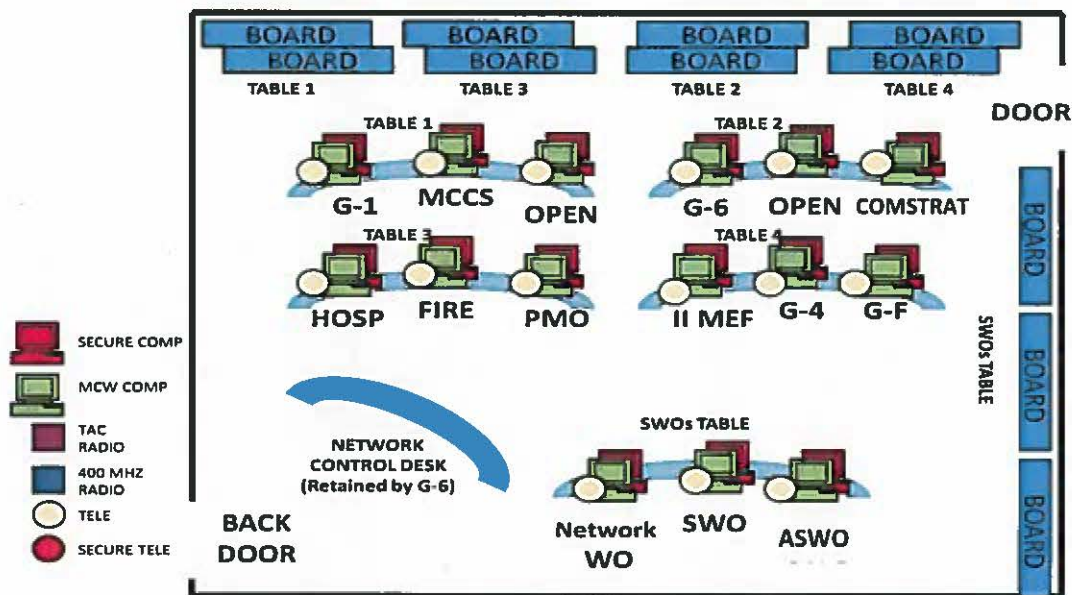 BOARD BOARD BOARD BOARD
BOARD BOARD BOARD BOARD
TABLE 1 TABLE 3 TABLE 2 TABLE 4
DOOR
TABLE 1 TABLE 2
G-1 MCCS OPEN G-6 OPEN COMSTRAT
TABLE 3 TABLE 4
HOSP FIRE PMO II MEF G-4 G-F
BOARD
BOARD
BOARD
SWOs TABLE
SECURE COMP
MCW COMP
TAC
RADIO
400 MHZ
RADIO
TELE
SECURE TELE
NETWORK
CONTROL DESK
(Retained by G-6)
SWOs TABLE
Network
WO
SWO
ASWO
BACK
DOOR